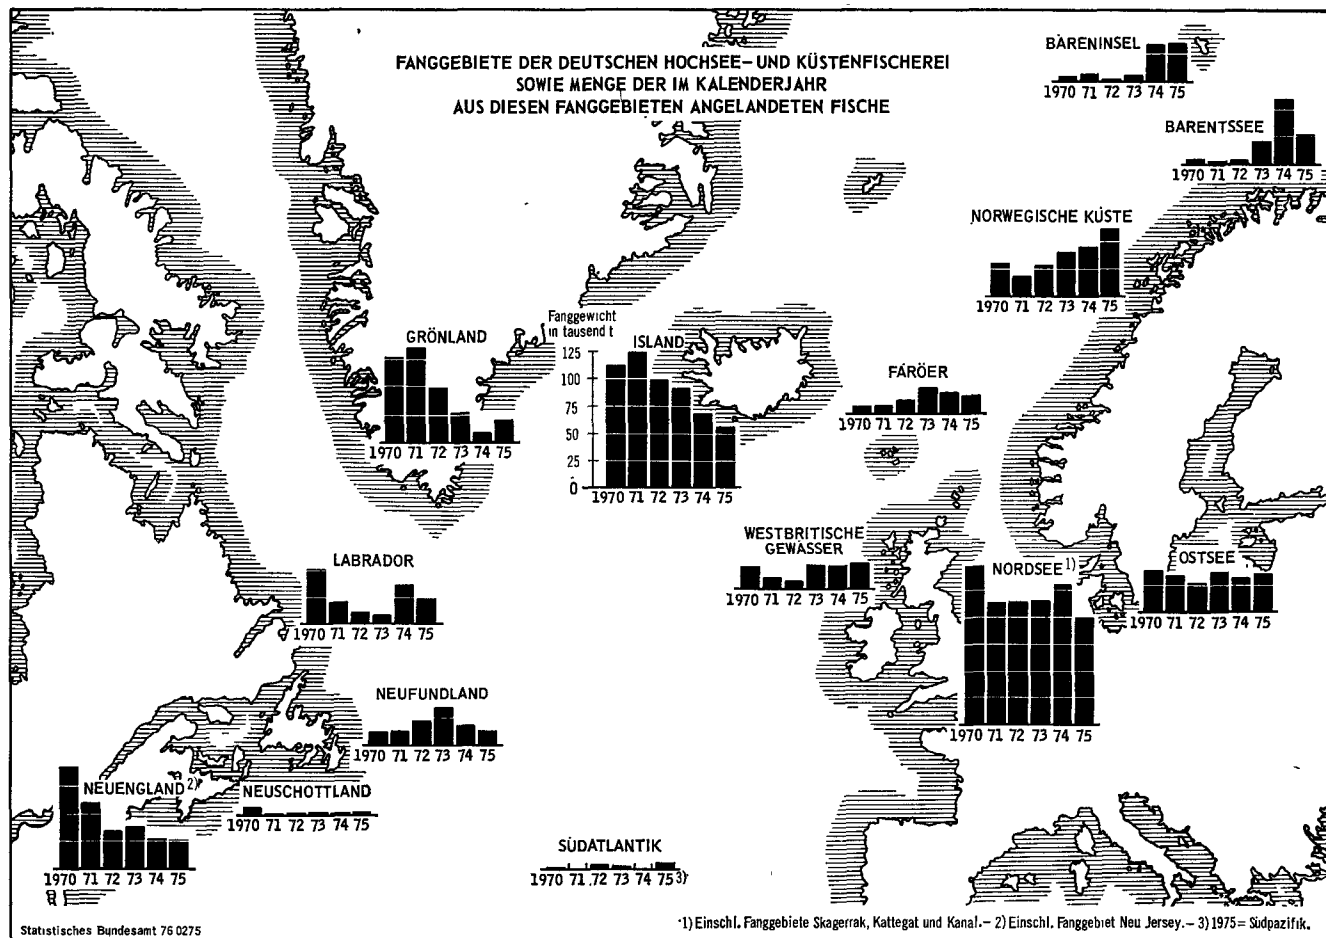 FANGGEBIETE DER DEUTSCHEN HOCHSEE– UND KÜSTENFISCHEREI
SOWIE MENGE DER IM KALENDERJAHR
AUS DIESEN FANGGEBIETEN ANGELANDETEN FISCHE
BÄRENINSEL
1970 71 72 73 74 75
BARENTSSEE
1970 71 72 73 74 75
NORWEGISCHE KÜSTE
1970 71 72 73 74 75
GRÖNLAND
1970 71 72 73 74 75
Fanggewicht
in tausend t
ISLAND
125
100
75
50
25
0
1970 71 72 73 74 75
FÄRÖER
1970 71 72 73 74 75
WESTBRITISCHE
GEWÄSSER
1970 71 72 73 74 75
NORDSEE 1)
1970 71 72 73 74 75
OSTSEE
1970 71 72 73 74 75
LABRADOR
1970 71 72 73 74 75
NEUFUNDLAND
1970 71 72 73 74 75
NEUENGLAND 2)
1970 71 72 73 74 75
NEUSCHOTTLAND
1970 71 72 73 74 75
SÜDATLANTIK
1970 71 72 73 74 75 3)
Statistisches Bundesamt 76 0275
1) Einschl. Fanggebiete Skagerrak, Kattegat und Kanal.– 2) Einschl. Fanggebiet Neu Jersey.– 3) 1975 = Südpazifik.